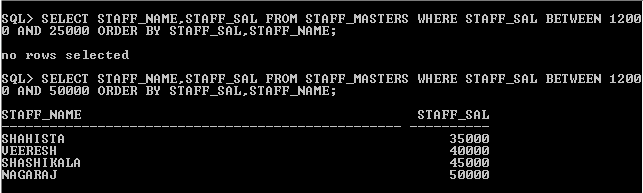 SQL> SELECT STAFF_NAME,STAFF_SAL FROM STAFF_MASTERS WHERE STAFF_SAL BETWEEN 1200
0 AND 25000 ORDER BY STAFF_SAL,STAFF_NAME;
no rows selected
SQL> SELECT STAFF_NAME,STAFF_SAL FROM STAFF_MASTERS WHERE STAFF_SAL BETWEEN 1200
0 AND 50000 ORDER BY STAFF_SAL,STAFF_NAME;
STAFF_NAME STAFF_SAL
-------------------------------------------------- ----------
SHAHISTA 35000
VEERESH 40000
SHASHIKALA 45000
NAGARAJ 50000